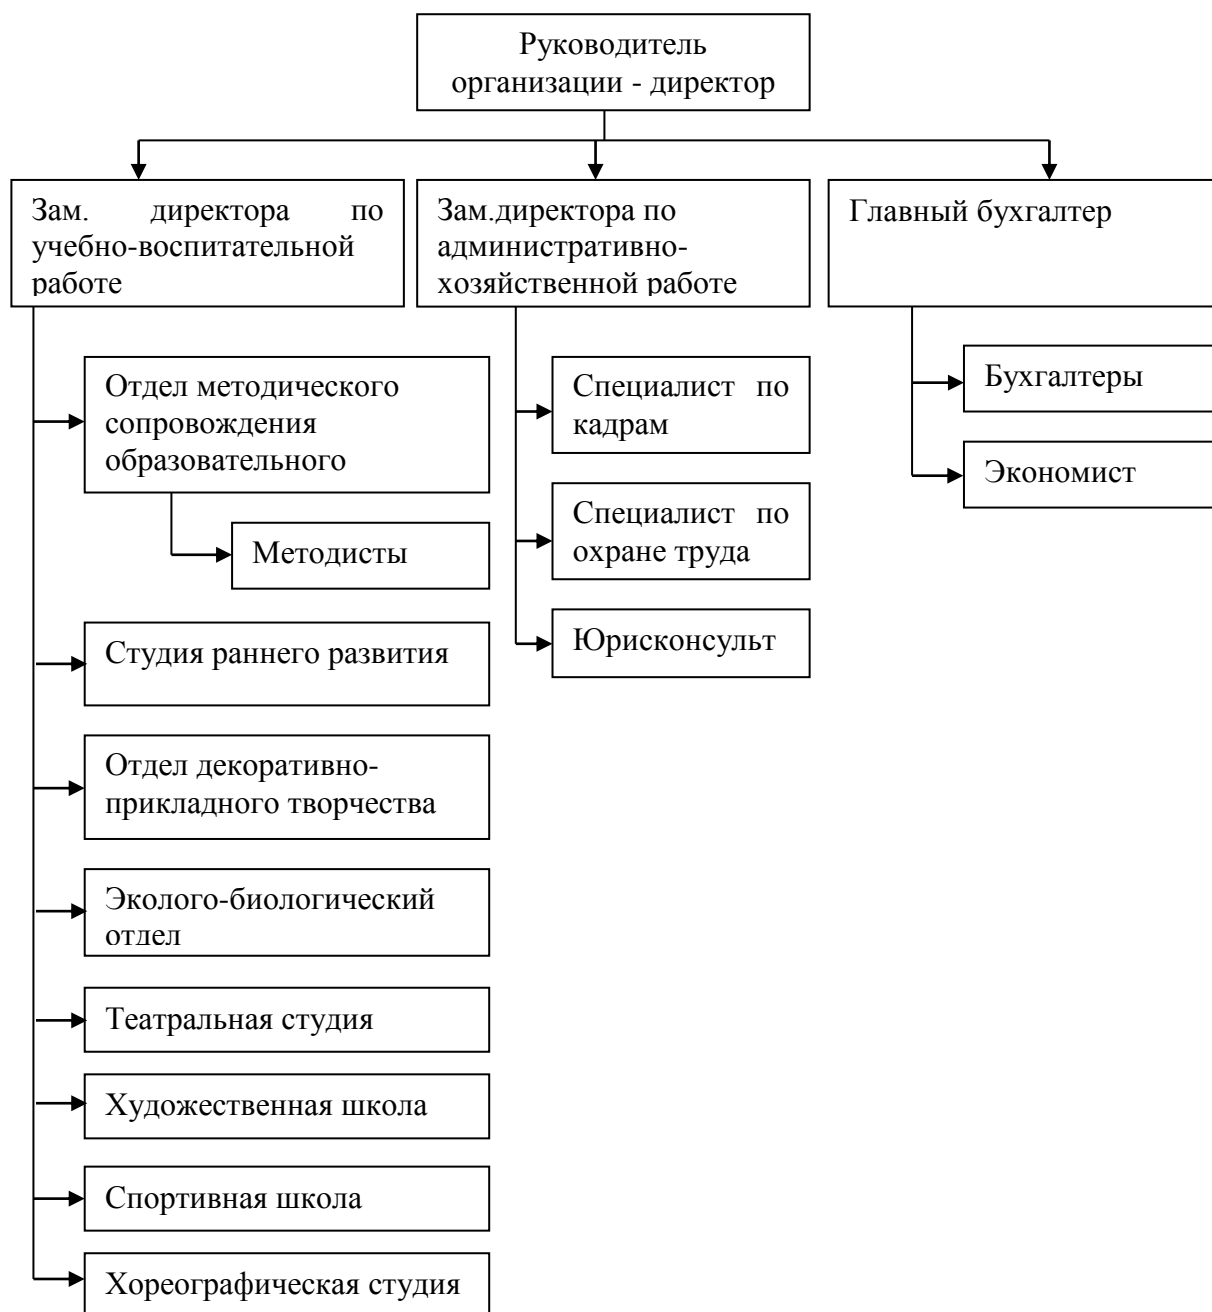 Руководитель
организации - директор
Зам. директора по
учебно-воспитательной
работе
Зам.директора по
административно-
хозяйственной работе
Главный бухгалтер
Отдел методического
сопровождения
образовательного
Методисты
Студия раннего развития
Отдел декоративно-
прикладного творчества
Эколого-биологический
отдел
Театральная студия
Художественная школа
Спортивная школа
Хореографическая студия
Специалист по
кадрам
Специалист по
охране труда
Юрисконсульт
Бухгалтеры
Экономист